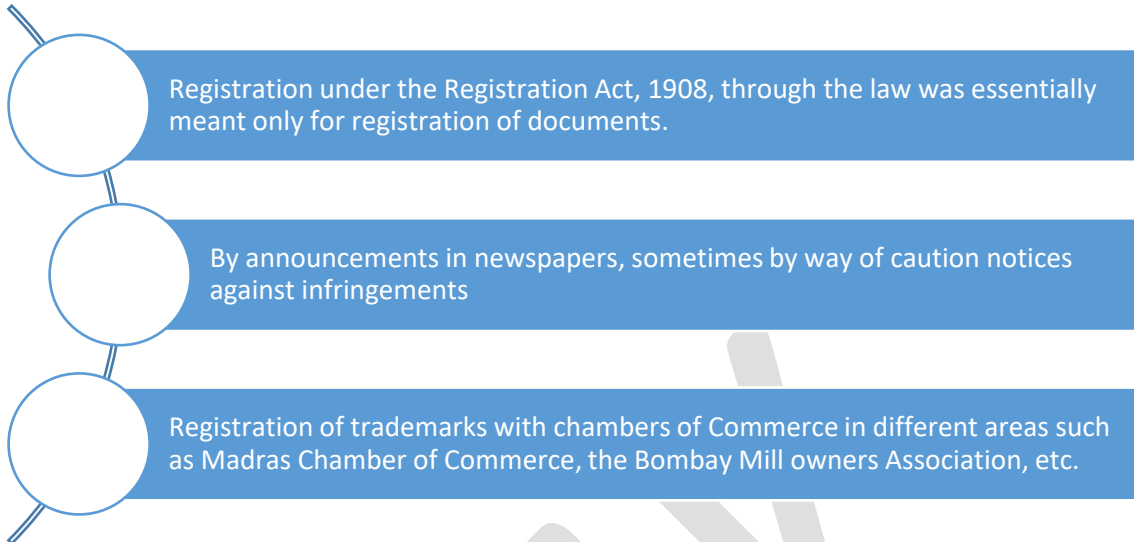 Registration under the Registration Act, 1908, through the law was essentially
meant only for registration of documents.
By announcements in newspapers, sometimes by way of caution notices
against infringements
Registration of trademarks with chambers of Commerce in different areas such
as Madras Chamber of Commerce, the Bombay Mill owners Association, etc.